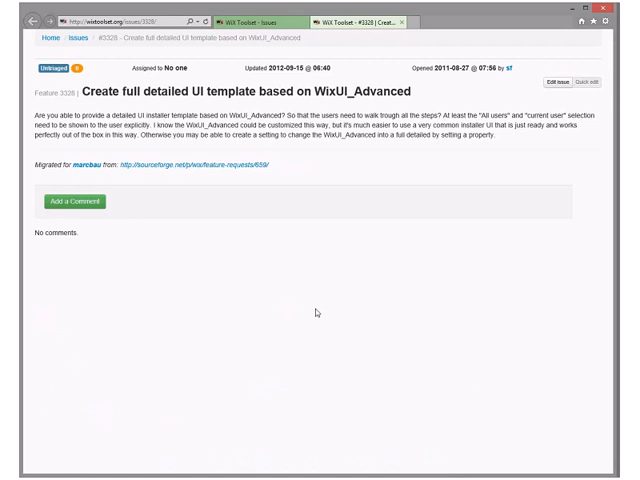 http://wixtoolset.org/issues/3328/
WiX Toolset - Issues
WiX Toolset - #3328 | Creat...
Home / Issues / #3328 - Create full detailed UI template based on WixUI_Advanced
Untriaged 0 Assigned to No one Updated 2012-09-15 @ 06:40 Opened 2011-08-27 @ 07:56 by sf
Edit issue Quick edit
Feature 3328 | Create full detailed UI template based on WixUI_Advanced
Are you able to provide a detailed UI installer template based on WixUI_Advanced? So that the users need to walk trough all the steps? At least the "All users" and "current user" selection
need to be shown to the user explicitly. I know the WixUI_Advanced could be customized this way, but it's much easier to use a very common installer UI that is just ready and works
perfectly out of the box in this way. Otherwise you may be able to create a setting to change the WixUI_Advanced into a full detailed by setting a property.
Migrated for marcbau from: http://sourceforge.net/p/wix/feature-requests/659/
Add a Comment
No comments.